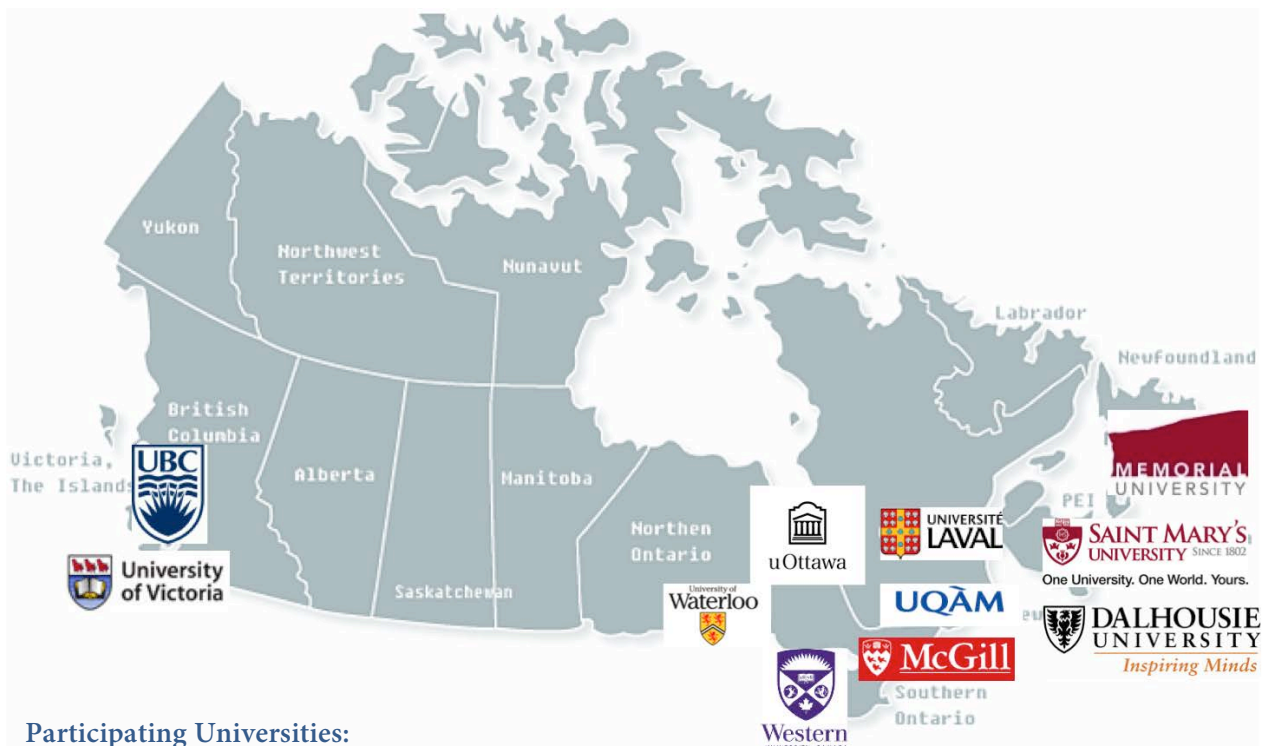 Yukon
Northwest
Territories
Nunavut
Labrador
Newfoundland
British
Columbia
Victoria,
The Islands
UBC
Alberta
Manitoba
Northen
Ontario
Saskatchewan
PEI
MEMORIAL
UNIVERSITY
uOttawa
UNIVERSITÉ
LAVAL
SAINT MARY'S
UNIVERSITY SINCE 1802
One University. One World. Yours.
University
of Victoria
University of
Waterloo
UQÀM
DALHOUSIE
UNIVERSITY
Inspiring Minds
McGill
Southern
Ontario
Western
Participating Universities: